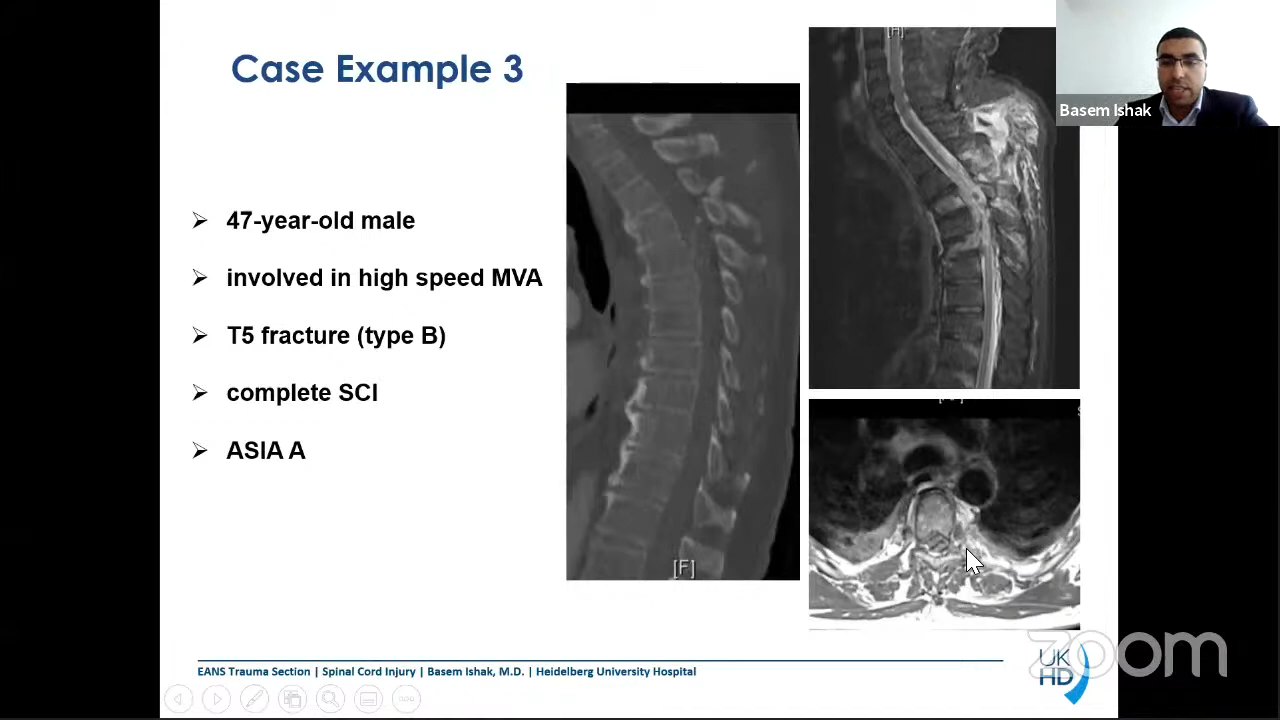 Case Example 3
[H]
Basem Ishak
47-year-old male
involved in high speed MVA
T5 fracture (type B)
complete SCI
ASIA A
[F]
EANS Trauma Section | Spinal Cord Injury | Basem Ishak, M.D. | Heidelberg University Hospital
UK
HD
zoom